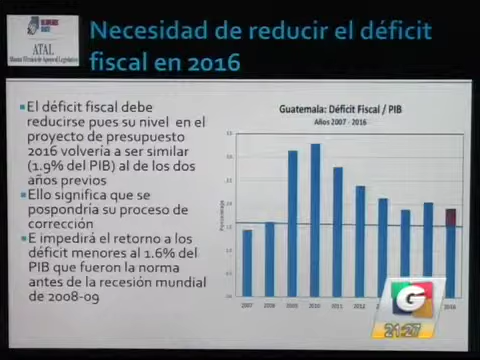 Necesidad de reducir el déficit
fiscal en 2016
ATAL
El déficit fiscal debe
reducirse pues su nivel en el
proyecto de presupuesto
2016 volvería a ser similar
(1.9% del PIB) al de los dos
años previos
Ello significa que se
pospondría su proceso de
corrección
E impedirá el retorno a los
déficit menores al 1.6% del
PIB que fueron la norma
antes de la recesión mundial
de 2008-09
Guatemala: Déficit Fiscal / PIB
Años 2007 - 2016
Porcentaje
2007 2008 2009 2010 2011 2012 2016
G
21:27